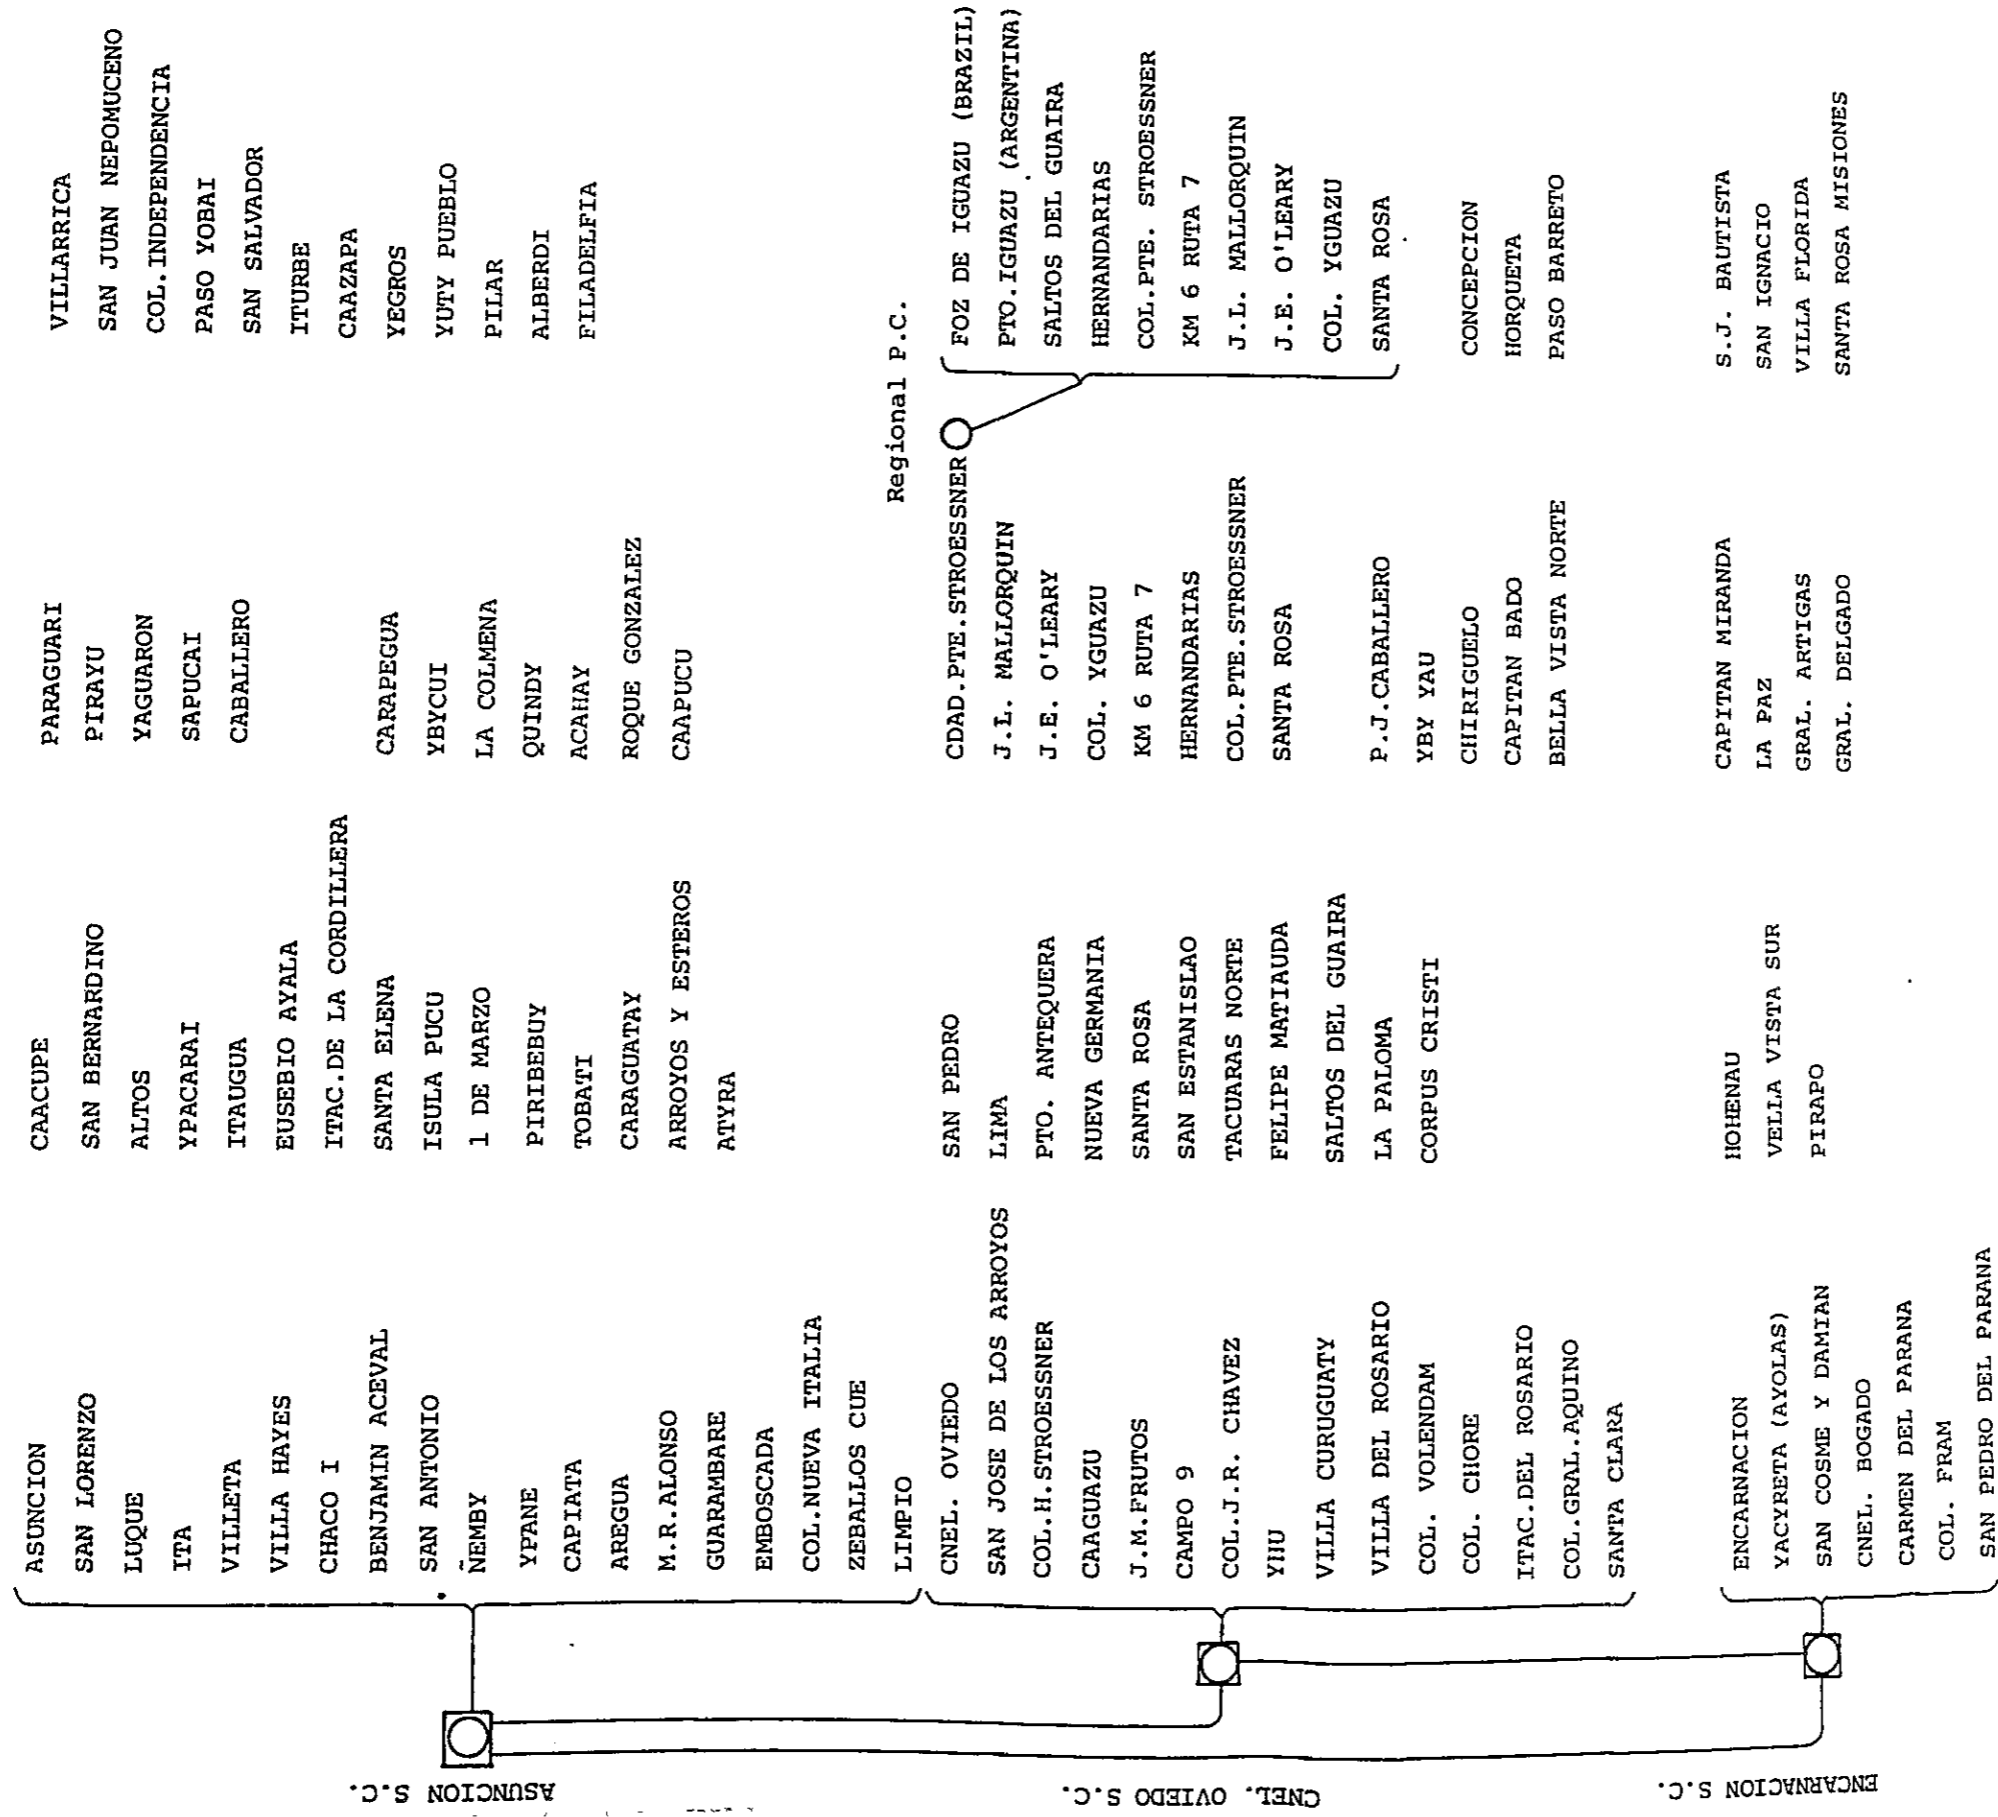 ASUNCION S.C.
ASUNCION
SAN LORENZO
LUQUE
ITA
VILLETA
VILLA HAYES
CHACO I
BENJAMIN ACEVAL
SAN ANTONIO
ÑEMBY
YPANE
CAPIATA
AREGUA
M.R.ALONSO
GUARAMBARE
EMBOSCADA
COL.NUEVA ITALIA
ZEBALLOS CUE
LIMPIO
CAACUPE
SAN BERNARDINO
ALTOS
YPACARAI
ITAUGUA
EUSEBIO AYALA
ITAC.DE LA CORDILLERA
SANTA ELENA
ISULA PUCU
1 DE MARZO
PIRIBEBUY
TOBATI
CARAGUATAY
ARROYOS Y ESTEROS
ATYRA
PARAGUARI
PIRAYU
YAGUARON
SAPUCAI
CABALLERO
CARAPEGUA
YBYCUI
LA COLMENA
QUINDY
ACAHAY
ROQUE GONZALEZ
CAAPUCU
VILLARRICA
SAN JUAN NEPOMUCENO
COL.INDEPENDENCIA
PASO YOBAI
SAN SALVADOR
ITURBE
CAAZAPA
YEGROS
YUTY PUEBLO
PILAR
ALBERDI
FILADELFIA
CNEL. OVIEDO S.C.
CNEL. OVIEDO
SAN JOSE DE LOS ARROYOS
COL.H.STROESSNER
CAAGUAZU
J.M.FRUTOS
CAMPO 9
COL.J.R. CHAVEZ
YHU
VILLA CURUGUATY
VILLA DEL ROSARIO
COL. VOLENDAM
COL. CHORE
ITAC.DEL ROSARIO
COL.GRAL.AQUINO
SANTA CLARA
SAN PEDRO
LIMA
PTO. ANTEQUERA
NUEVA GERMANIA
SANTA ROSA
SAN ESTANISLAO
TACUARAS NORTE
FELIPE MATIAUDA
SALTOS DEL GUAIRA
LA PALOMA
CORPUS CRISTI
CDAD.PTE.STROESSNER
J.L. MALLORQUIN
J.E. O'LEARY
COL. YGUAZU
KM 6 RUTA 7
HERNANDARIAS
COL.PTE.STROESSNER
SANTA ROSA
P.J.CABALLERO
YBY YAU
CHIRIGUELO
CAPITAN BADO
BELLA VISTA NORTE
Regional P.C.
FOZ DE IGUAZU (BRAZIL)
PTO.IGUAZU (ARGENTINA)
SALTOS DEL GUAIRA
HERNANDARIAS
COL.PTE. STROESSNER
KM 6 RUTA 7
J.L. MALLORQUIN
J.E. O'LEARY
COL. YGUAZU
SANTA ROSA
CONCEPCION
HORQUETA
PASO BARRETO
ENCARNACION S.C.
ENCARNACION
YACYRETA (AYOLAS)
SAN COSME Y DAMIAN
CNEL. BOGADO
CARMEN DEL PARANA
COL. FRAM
SAN PEDRO DEL PARANA
HOHENAU
VELLA VISTA SUR
PIRAPO
CAPITAN MIRANDA
LA PAZ
GRAL. ARTIGAS
GRAL. DELGADO
S.J. BAUTISTA
SAN IGNACIO
VILLA FLORIDA
SANTA ROSA MISIONES